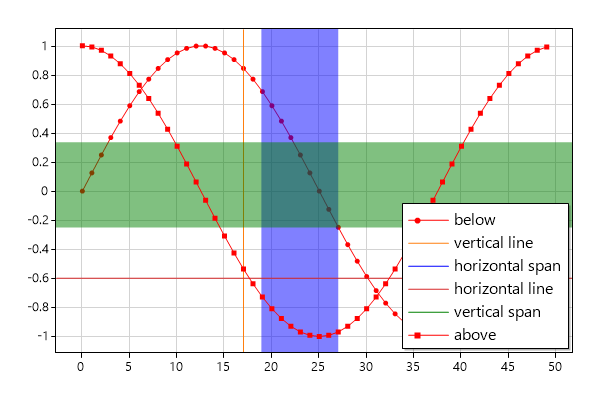 1
0.8
0.6
0.4
0.2
0
-0.2
-0.4
-0.6
-0.8
-1
below
vertical line
horizontal span
horizontal line
vertical span
above
0 5 10 15 20 25 30 35 40 45 50